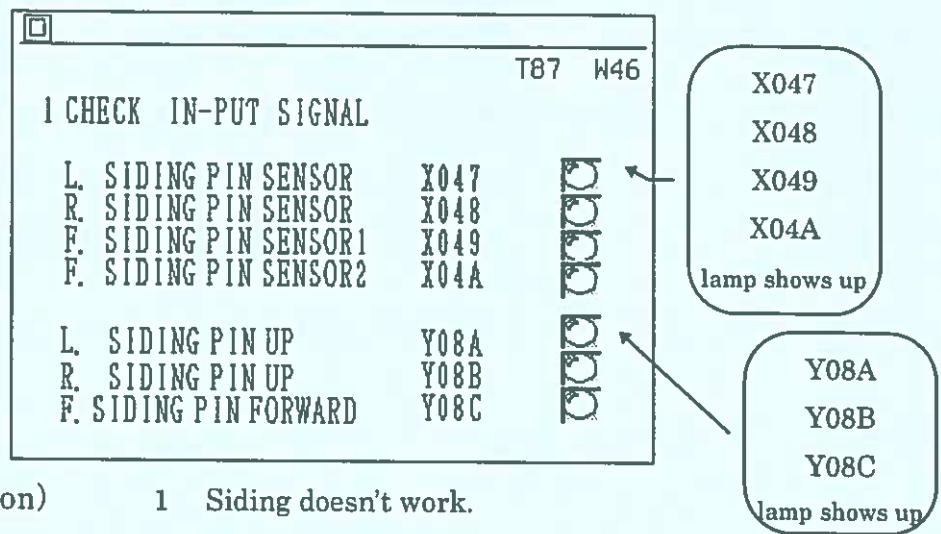 T87 W46
1 CHECK IN-PUT SIGNAL
L. SIDING PIN SENSOR X047
R. SIDING PIN SENSOR X048
F. SIDING PIN SENSOR1 X049
F. SIDING PIN SENSOR2 X04A
L. SIDING PIN UP Y08A
R. SIDING PIN UP Y08B
F. SIDING PIN FORWARD Y08C
X047
X048
X049
X04A
lamp shows up
Y08A
Y08B
Y08C
lamp shows up
on) 1 Siding doesn't work.